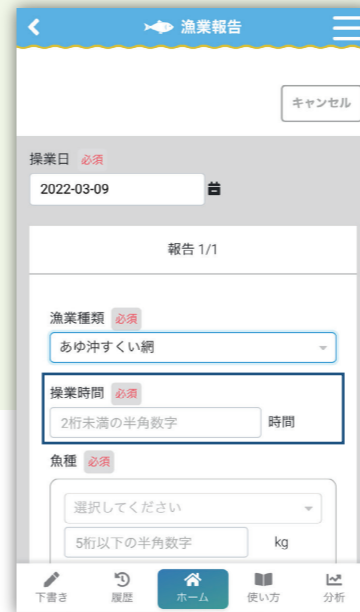 漁業報告
キャンセル
操業日 必須
2022-03-09
報告 1/1
漁業種類 必須
あゆ沖すくい網
操業時間 必須
2桁未満の半角数字 時間
魚種 必須
選択してください
5桁以下の半角数字 kg
下書き 履歴 ホーム 使い方 分析